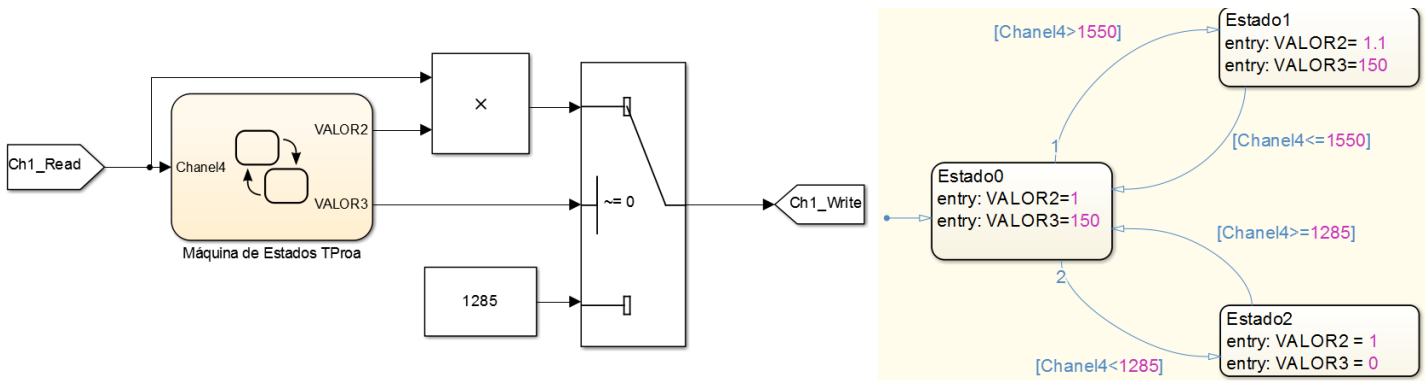 Ch1_Read
Chanel4
VALOR2
VALOR3
Máquina de Estados TProa
×
~= 0
1285
Ch1_Write
[Chanel4>1550]
Estado1
entry: VALOR2= 1.1
entry: VALOR3=150
[Chanel4<=1550]
1
Estado0
entry: VALOR2=1
entry: VALOR3=150
[Chanel4>=1285]
2
[Chanel4<1285]
Estado2
entry: VALOR2 = 1
entry: VALOR3 = 0